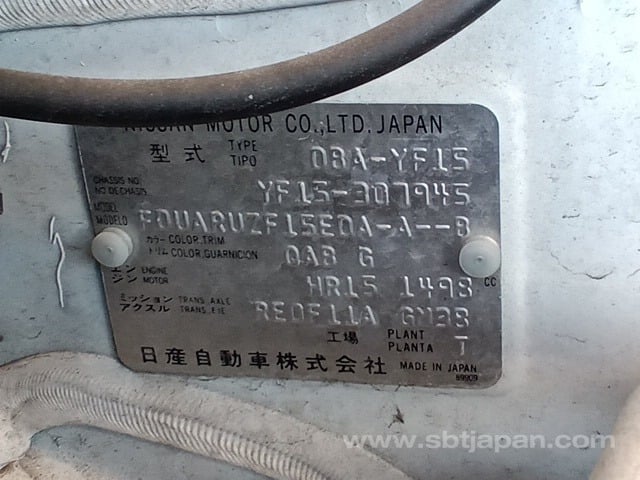 NISSAN MOTOR CO.,LTD. JAPAN
型式 TYPE TIPO DBA-YF15
CHASSIS NO. NO DE CHASIS YF15-307945
MODEL MODELO FDUARUZF15EDA-A--B
カラー COLOR, TRIM
トリム COLOR, GUARNICION QAB G
エンジン ENGINE MOTOR HR15 1498 CC
ミッション TRANS. AXLE
アクスル TRANS. EJE RE0F11A GM38
工場 PLANT PLANTA T
日産自動車株式会社 MADE IN JAPAN
89909
www.sbtjapan.com